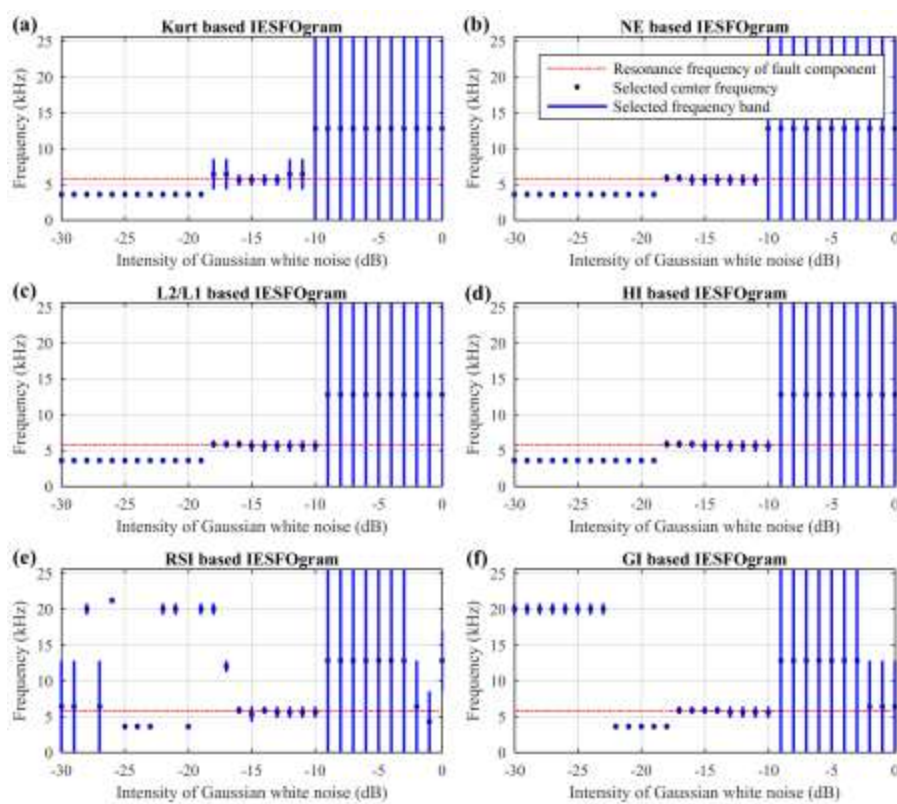 (a) Kurt based IESFOgram
25
20
15
10
5
0
Frequency (kHz)
-30 -25 -20 -15 -10 -5 0
Intensity of Gaussian white noise (dB)
(b) NE based IESFOgram
Resonance frequency of fault component
Selected center frequency
Selected frequency band
25
20
15
10
5
0
Frequency (kHz)
-30 -25 -20 -15 -10 -5 0
Intensity of Gaussian white noise (dB)
(c) L2/L1 based IESFOgram
25
20
15
10
5
0
Frequency (kHz)
-30 -25 -20 -15 -10 -5 0
Intensity of Gaussian white noise (dB)
(d) HI based IESFOgram
25
20
15
10
5
0
Frequency (kHz)
-30 -25 -20 -15 -10 -5 0
Intensity of Gaussian white noise (dB)
(e) RSI based IESFOgram
25
20
15
10
5
0
Frequency (kHz)
-30 -25 -20 -15 -10 -5 0
Intensity of Gaussian white noise (dB)
(f) GI based IESFOgram
25
20
15
10
5
0
Frequency (kHz)
-30 -25 -20 -15 -10 -5 0
Intensity of Gaussian white noise (dB)